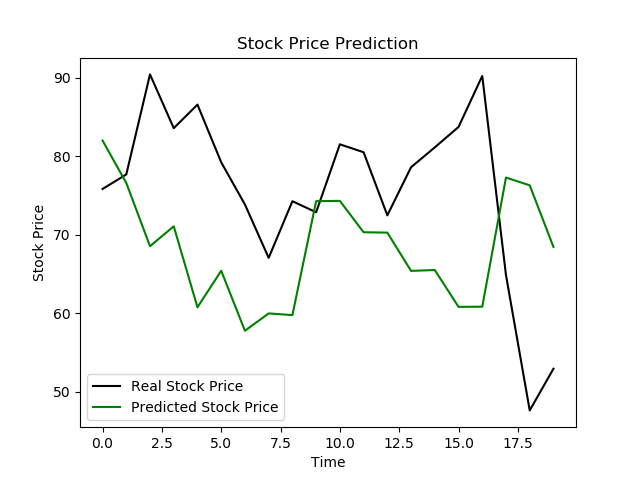 Stock Price Prediction
90
80
70
60
50
Stock Price
Real Stock Price
Predicted Stock Price
0.0 2.5 5.0 7.5 10.0 12.5 15.0 17.5
Time